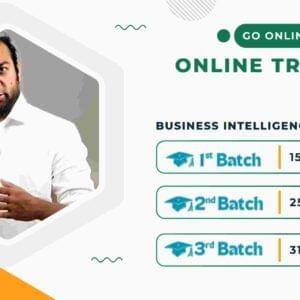 GO ONLIN
ONLINE TR
BUSINESS INTELLIGENC
1st Batch 15
2nd Batch 25
3rd Batch 31